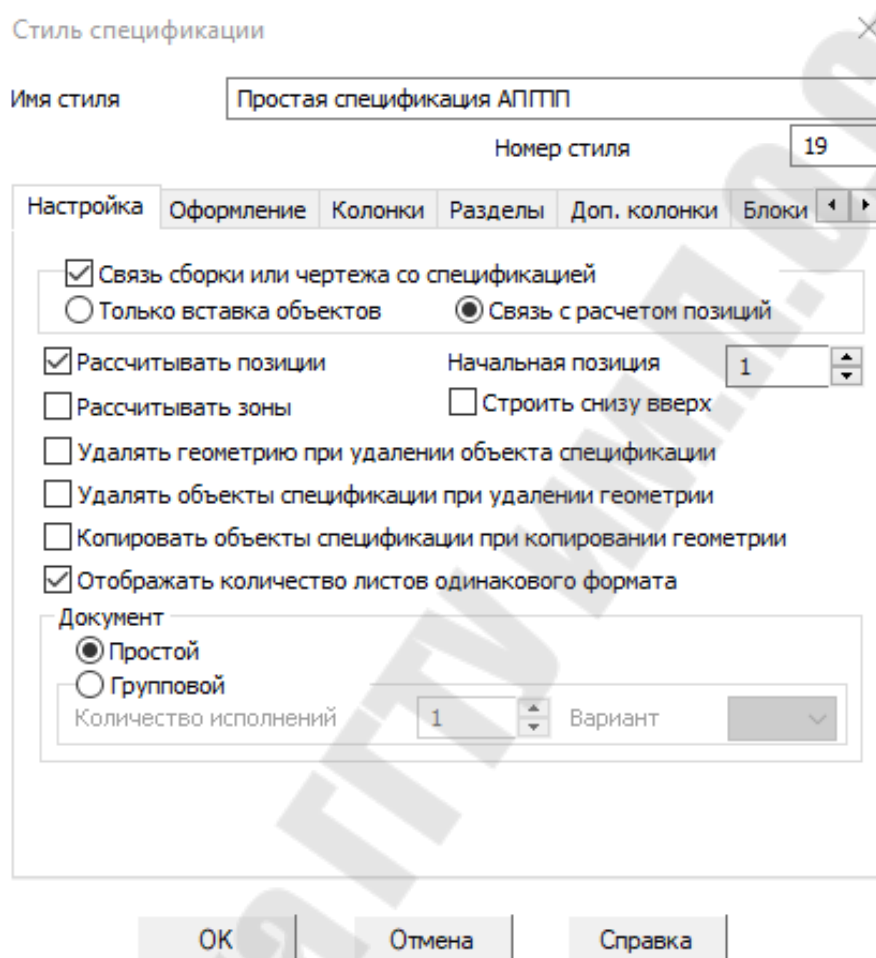 Стиль спецификации
Имя стиля Простая спецификация АПГПП
Номер стиля 19
Настройка Оформление Колонки Разделы Доп. колонки Блоки
Связь сборки или чертежа со спецификацией
Только вставка объектов Связь с расчетом позиций
Рассчитывать позиции Начальная позиция 1
Рассчитывать зоны Строить снизу вверх
Удалять геометрию при удалении объекта спецификации
Удалять объекты спецификации при удалении геометрии
Копировать объекты спецификации при копировании геометрии
Отображать количество листов одинакового формата
Документ
Простой
Групповой
Количество исполнений 1 Вариант
OK Отмена Справка
ГГТУ ИМ.П.О